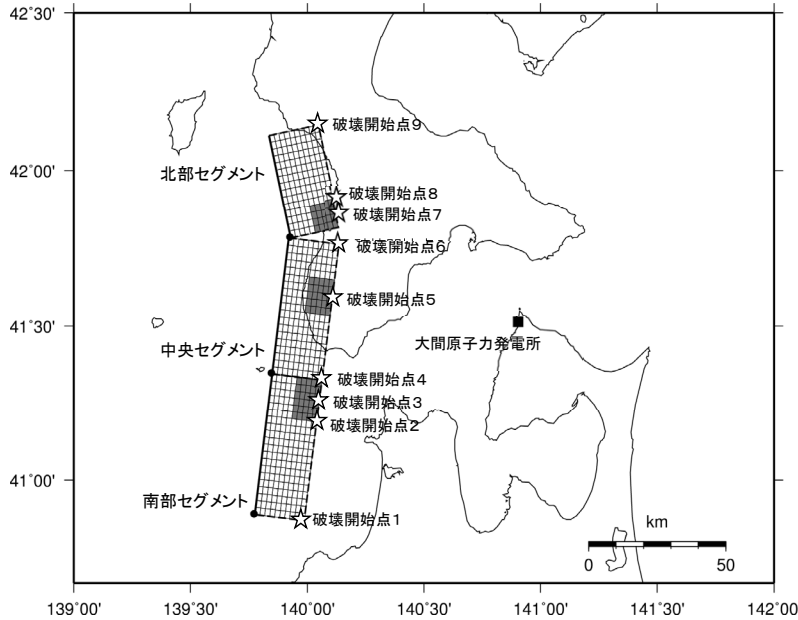 42˚30'
破壊開始点9
42˚00'
北部セグメント
破壊開始点8
破壊開始点7
破壊開始点6
破壊開始点5
41˚30'
大間原子力発電所
中央セグメント
破壊開始点4
破壊開始点3
破壊開始点2
41˚00'
南部セグメント
破壊開始点1
km
0 50
139˚00' 139˚30' 140˚00' 140˚30' 141˚00' 141˚30' 142˚00'